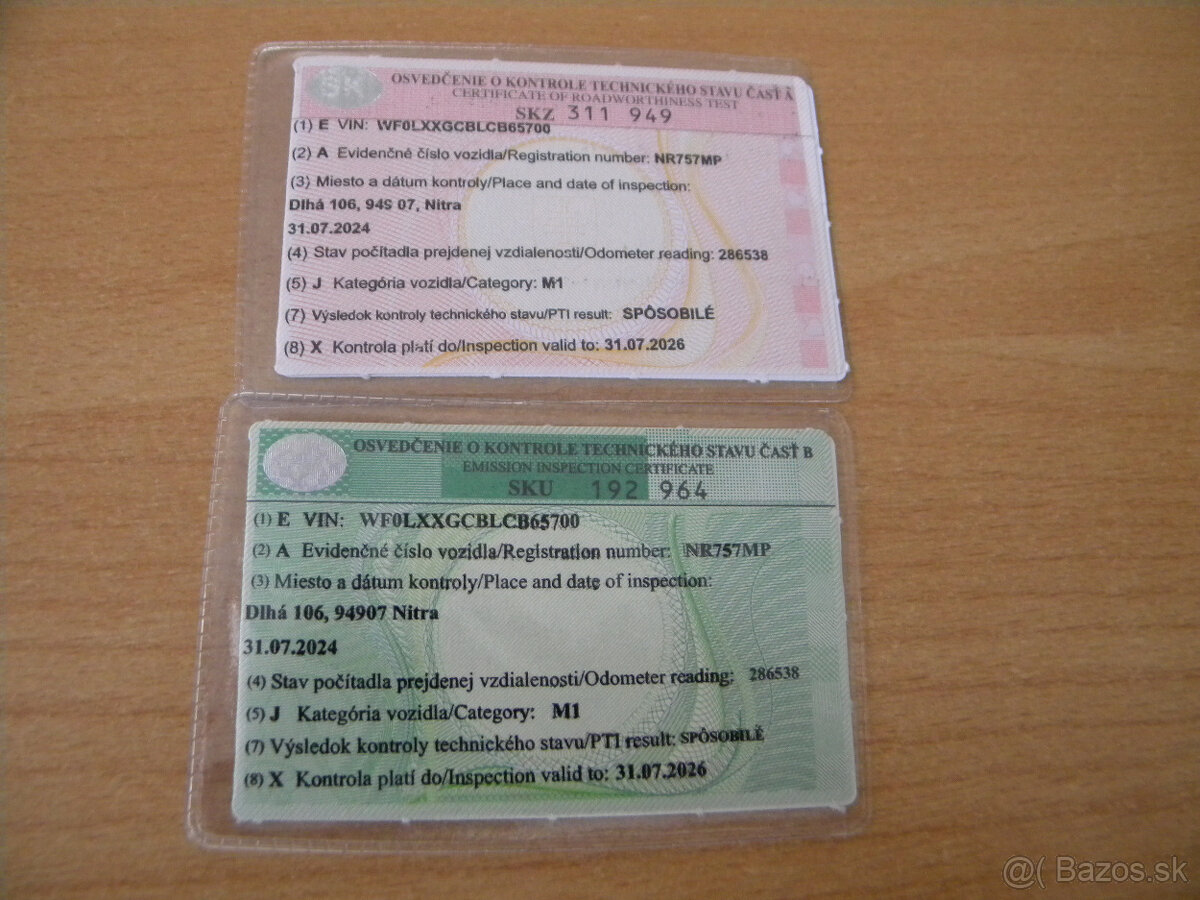 SK
OSVEDČENIE O KONTROLE TECHNICKÉHO STAVU ČASŤ A
CERTIFICATE OF ROADWORTHINESS TEST
SKZ 311 949
(1) E VIN: WF0LXXGCBLCB65700
(2) A Evidenčné číslo vozidla/Registration number: NR757MP
(3) Miesto a dátum kontroly/Place and date of inspection:
Dlhá 106, 949 07, Nitra
31.07.2024
(4) Stav počítadla prejdenej vzdialenosti/Odometer reading: 286538
(5) J Kategória vozidla/Category: M1
(7) Výsledok kontroly technického stavu/PTI result: SPÔSOBILÉ
(8) X Kontrola platí do/Inspection valid to: 31.07.2026
OSVEDČENIE O KONTROLE TECHNICKÉHO STAVU ČASŤ B
EMISSION INSPECTION CERTIFICATE
SKU 192 964
(1) E VIN: WF0LXXGCBLCB65700
(2) A Evidenčné číslo vozidla/Registration number: NR757MP
(3) Miesto a dátum kontroly/Place and date of inspection:
Dlhá 106, 94907 Nitra
31.07.2024
(4) Stav počítadla prejdenej vzdialenosti/Odometer reading: 286538
(5) J Kategória vozidla/Category: M1
(7) Výsledok kontroly technického stavu/PTI result: SPÔSOBILÉ
(8) X Kontrola platí do/Inspection valid to: 31.07.2026
@( Bazos.sk